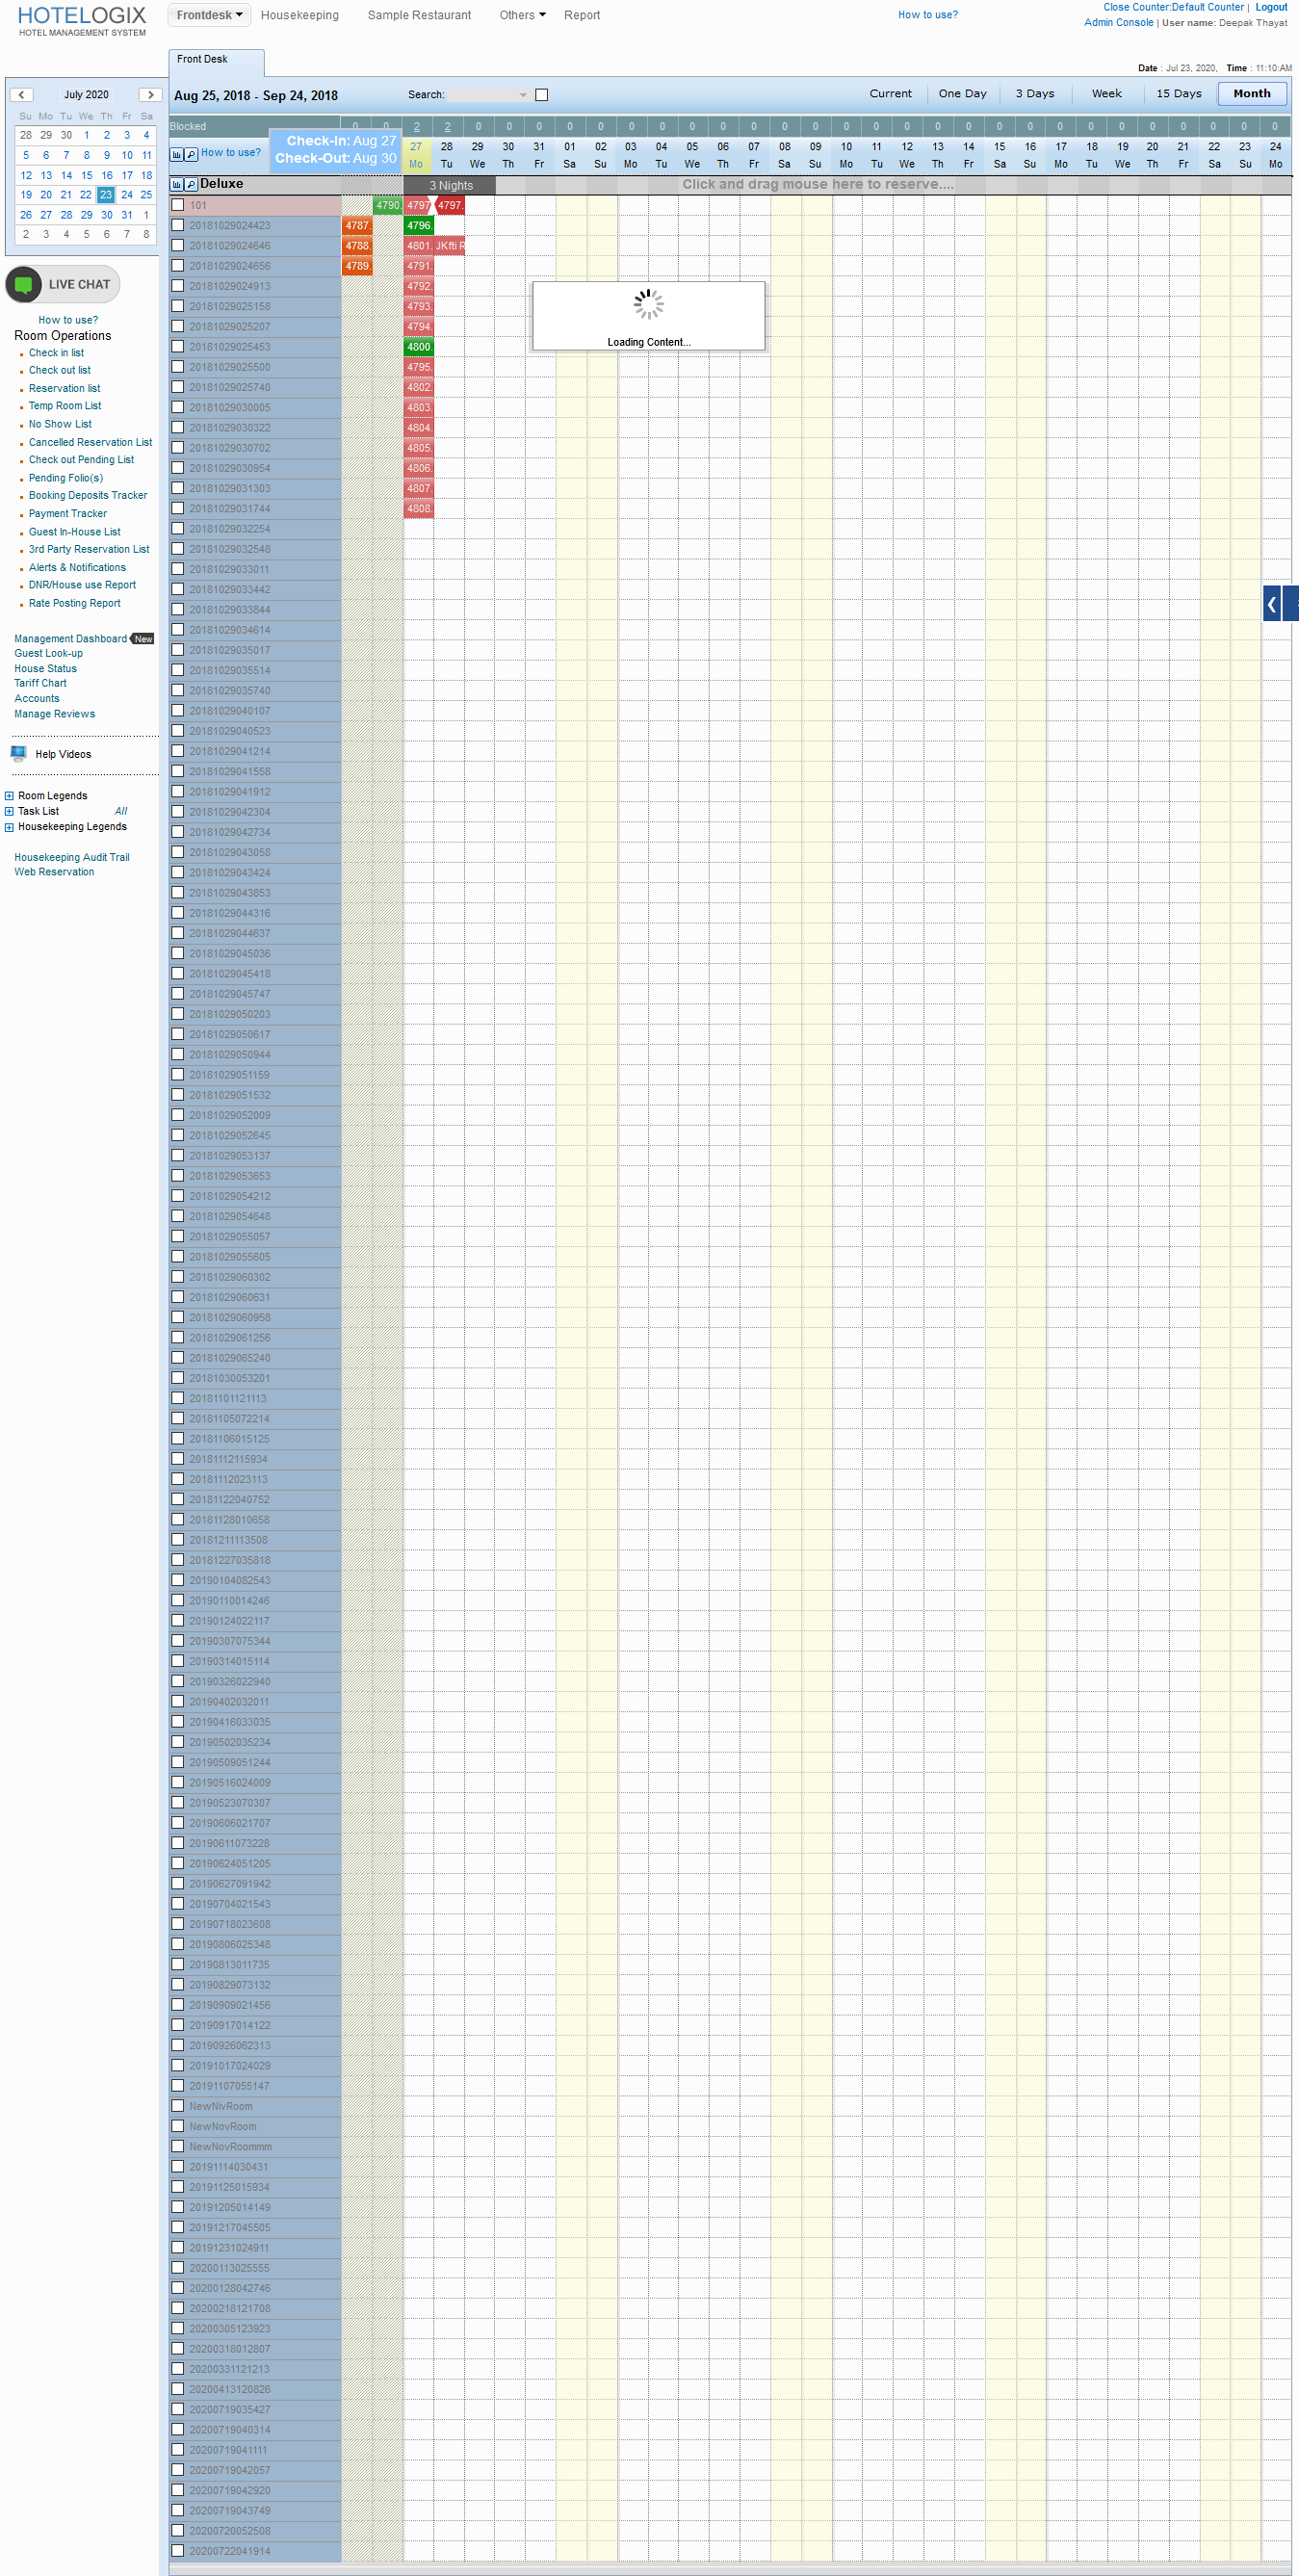 HOTELOGIX
HOTEL MANAGEMENT SYSTEM
Frontdesk Housekeeping Sample Restaurant Others Report
How to use?
Close Counter:Default Counter | Logout
Admin Console | User name: Deepak Thayat
Front Desk
Date : Jul 23, 2020, Time : 11:10:AM
July 2020
Su Mo Tu We Th Fr Sa
28 29 30 1 2 3 4
5 6 7 8 9 10 11
12 13 14 15 16 17 18
19 20 21 22 23 24 25
26 27 28 29 30 31 1
2 3 4 5 6 7 8
LIVE CHAT
How to use?
Room Operations
Check in list
Check out list
Reservation list
Temp Room List
No Show List
Cancelled Reservation List
Check out Pending List
Pending Folio(s)
Booking Deposits Tracker
Payment Tracker
Guest In-House List
3rd Party Reservation List
Alerts & Notifications
DNR/House use Report
Rate Posting Report
Management Dashboard New
Guest Look-up
House Status
Tariff Chart
Accounts
Manage Reviews
Help Videos
Room Legends
Task List All
Housekeeping Legends
Housekeeping Audit Trail
Web Reservation
Aug 25, 2018 - Sep 24, 2018
Search:
Current One Day 3 Days Week 15 Days Month
Blocked 0 0 2 2 0 0 0 0 0 0 0 0 0 0 0 0 0 0 0 0 0 0 0 0 0 0 0 0 0 0 0
Check-In: Aug 27
Check-Out: Aug 30
How to use?
27 28 29 30 31 01 02 03 04 05 06 07 08 09 10 11 12 13 14 15 16 17 18 19 20 21 22 23 24
Mo Tu We Th Fr Sa Su Mo Tu We Th Fr Sa Su Mo Tu We Th Fr Sa Su Mo Tu We Th Fr Sa Su Mo
Deluxe 3 Nights Click and drag mouse here to reserve....
101 4790. 4797 4797.
20181029024423 4787. 4796.
20181029024646 4788. 4801. JKfti R
20181029024656 4789. 4791.
20181029024913 4792.
20181029025158 4793.
20181029025207 4794.
20181029025453 4800.
20181029025500 4795.
20181029025740 4802.
20181029030005 4803.
20181029030322 4804.
20181029030702 4805.
20181029030954 4806.
20181029031303 4807.
20181029031744 4808.
Loading Content...
20181029032254
20181029032548
20181029033011
20181029033442
20181029033844
20181029034614
20181029035017
20181029035514
20181029035740
20181029040107
20181029040523
20181029041214
20181029041558
20181029041912
20181029042304
20181029042734
20181029043058
20181029043424
20181029043853
20181029044316
20181029044637
20181029045036
20181029045418
20181029045747
20181029050203
20181029050617
20181029050944
20181029051159
20181029051532
20181029052009
20181029052645
20181029053137
20181029053653
20181029054212
20181029054648
20181029055057
20181029055605
20181029060302
20181029060631
20181029060958
20181029061256
20181029065240
20181030053201
20181101121113
20181105072214
20181106015125
20181112115934
20181112023113
20181122040752
20181128010658
20181211113508
20181227035818
20190104082543
20190110014246
20190124022117
20190307075344
20190314015114
20190326022940
20190402032011
20190416033035
20190502035234
20190509051244
20190516024009
20190523070307
20190606021707
20190611073228
20190624051205
20190627091942
20190704021543
20190718023608
20190806025348
20190813011735
20190829073132
20190909021456
20190917014122
20190926062313
20191017024029
20191107055147
NewNivRoom
NewNovRoom
NewNovRoommm
20191114030431
20191125015934
20191205014149
20191217045505
20191231024911
20200113025555
20200128042746
20200218121708
20200305123923
20200318012807
20200331121213
20200413120826
20200719035427
20200719040314
20200719041111
20200719042057
20200719042920
20200719043749
20200720052508
20200722041914